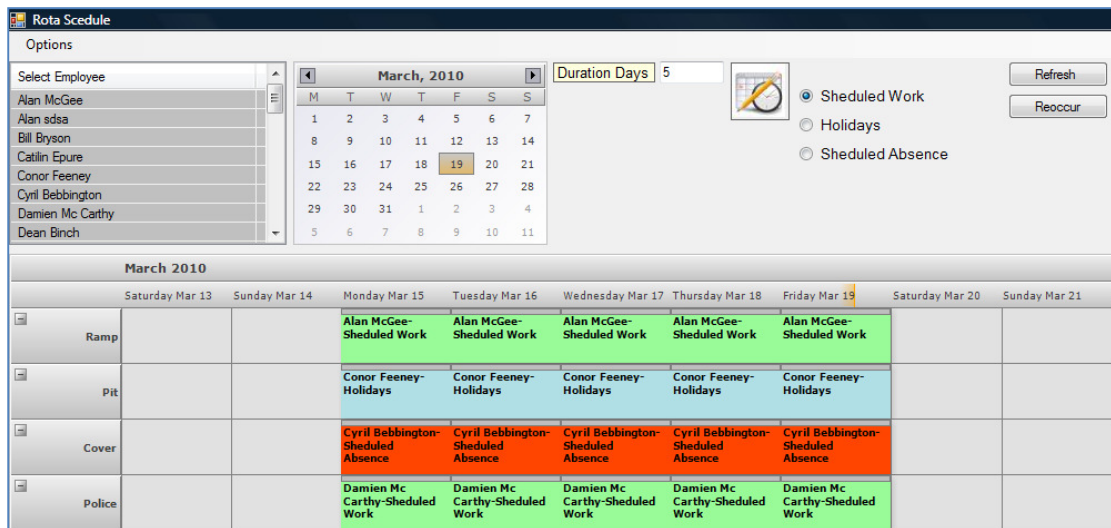 Rota Scedule
Options
Select Employee
Alan McGee
Alan sdsa
Bill Bryson
Catilin Epure
Conor Feeney
Cyril Bebbington
Damien Mc Carthy
Dean Binch
March, 2010
M T W T F S S
1 2 3 4 5 6 7
8 9 10 11 12 13 14
15 16 17 18 19 20 21
22 23 24 25 26 27 28
29 30 31 1 2 3 4
5 6 7 8 9 10 11
Duration Days 5
Sheduled Work
Holidays
Sheduled Absence
Refresh
Reoccur
March 2010
Saturday Mar 13 Sunday Mar 14 Monday Mar 15 Tuesday Mar 16 Wednesday Mar 17 Thursday Mar 18 Friday Mar 19 Saturday Mar 20 Sunday Mar 21
Ramp
Alan McGee- Alan McGee- Alan McGee- Alan McGee- Alan McGee-
Sheduled Work Sheduled Work Sheduled Work Sheduled Work Sheduled Work
Pit
Conor Feeney- Conor Feeney- Conor Feeney- Conor Feeney- Conor Feeney-
Holidays Holidays Holidays Holidays Holidays
Cover
Cyril Bebbington- Cyril Bebbington- Cyril Bebbington- Cyril Bebbington- Cyril Bebbington-
Sheduled Sheduled Sheduled Sheduled Sheduled
Absence Absence Absence Absence Absence
Police
Damien Mc Damien Mc Damien Mc Damien Mc Damien Mc
Carthy-Sheduled Carthy-Sheduled Carthy-Sheduled Carthy-Sheduled Carthy-Sheduled
Work Work Work Work Work